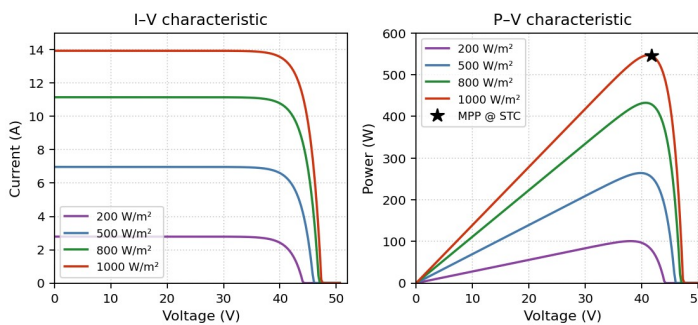 I–V characteristic
14
12
10
8
6
4
2
0
Current (A)
200 W/m²
500 W/m²
800 W/m²
1000 W/m²
0 10 20 30 40 50
Voltage (V)
P–V characteristic
600
500
400
300
200
100
0
Power (W)
200 W/m²
500 W/m²
800 W/m²
1000 W/m²
MPP @ STC
0 10 20 30 40
Voltage (V)